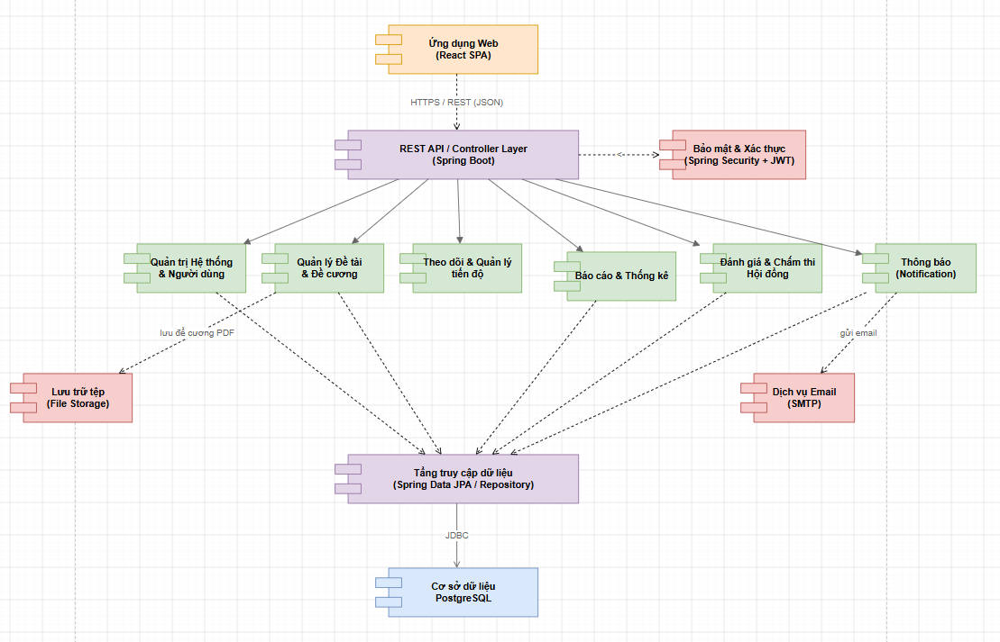 Ứng dụng Web
(React SPA)
HTTPS / REST (JSON)
REST API / Controller Layer
(Spring Boot)
Bảo mật & Xác thực
(Spring Security + JWT)
Quản trị Hệ thống
& Người dùng
Quản lý Đề tài
& Đề cương
Theo dõi & Quản lý
tiến độ
Báo cáo & Thống kê
Đánh giá & Chấm thi
Hội đồng
Thông báo
(Notification)
lưu đề cương PDF
gửi email
Lưu trữ tệp
(File Storage)
Dịch vụ Email
(SMTP)
Tầng truy cập dữ liệu
(Spring Data JPA / Repository)
JDBC
Cơ sở dữ liệu
PostgreSQL